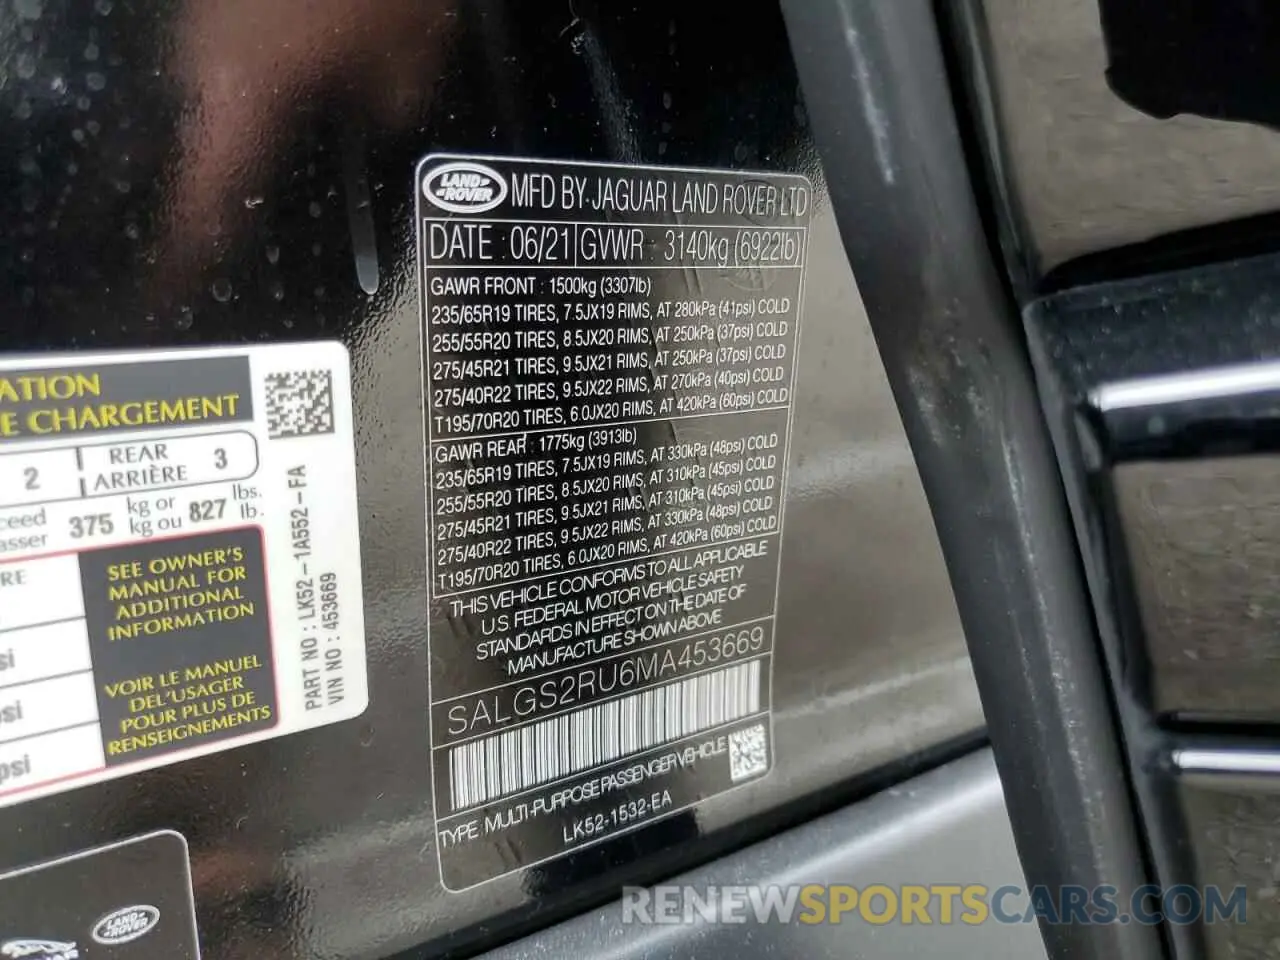 LAND ROVER
MFD BY: JAGUAR LAND ROVER LTD
DATE : 06/21 GVWR : 3140kg (6922lb)
GAWR FRONT : 1500kg (3307lb)
235/65R19 TIRES, 7.5JX19 RIMS, AT 280kPa (41psi) COLD
255/55R20 TIRES, 8.5JX20 RIMS, AT 250kPa (37psi) COLD
275/45R21 TIRES, 9.5JX21 RIMS, AT 250kPa (37psi) COLD
275/40R22 TIRES, 9.5JX22 RIMS, AT 270kPa (40psi) COLD
T195/70R20 TIRES, 6.0JX20 RIMS, AT 420kPa (60psi) COLD
GAWR REAR : 1775kg (3913lb)
235/65R19 TIRES, 7.5JX19 RIMS, AT 330kPa (48psi) COLD
255/55R20 TIRES, 8.5JX20 RIMS, AT 310kPa (45psi) COLD
275/45R21 TIRES, 9.5JX21 RIMS, AT 310kPa (45psi) COLD
275/40R22 TIRES, 9.5JX22 RIMS, AT 330kPa (48psi) COLD
T195/70R20 TIRES, 6.0JX20 RIMS, AT 420kPa (60psi) COLD
THIS VEHICLE CONFORMS TO ALL APPLICABLE
U.S. FEDERAL MOTOR VEHICLE SAFETY
STANDARDS IN EFFECT ON THE DATE OF
MANUFACTURE SHOWN ABOVE
SALGS2RU6MA453669
TYPE: MULTI-PURPOSE PASSENGER VEHICLE
LK52-1532-EA
ATION
E CHARGEMENT
2 REAR ARRIÈRE 3
ceed 375 kg or 827 lbs.
asser kg ou lb.
RE
SEE OWNER'S
MANUAL FOR
ADDITIONAL
INFORMATION
VOIR LE MANUEL
DEL'USAGER
POUR PLUS DE
RENSEIGNEMENTS
si
si
psi
PART NO : LK52-1A552-FA
VIN NO : 453669
LAND ROVER
RENEWSPORTSCARS.COM